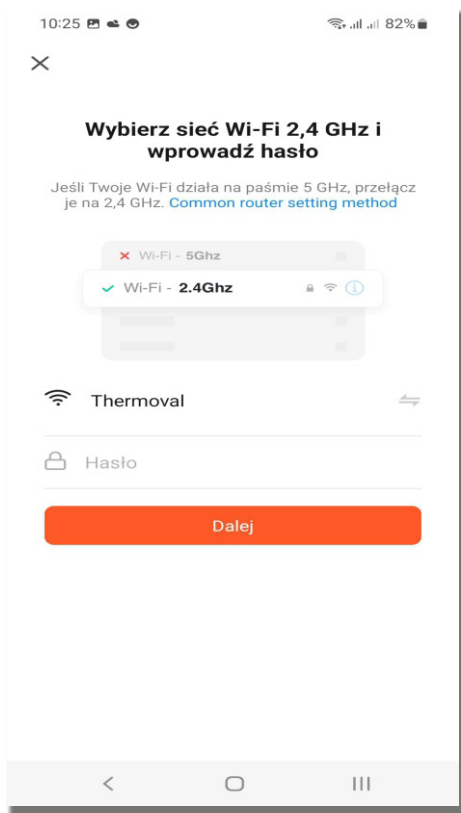 10:25 82%
Wybierz sieć Wi-Fi 2,4 GHz i
wprowadź hasło
Jeśli Twoje Wi-Fi działa na paśmie 5 GHz, przełącz
je na 2,4 GHz. Common router setting method
Wi-Fi - 5Ghz
Wi-Fi - 2.4Ghz
Thermoval
Hasło
Dalej